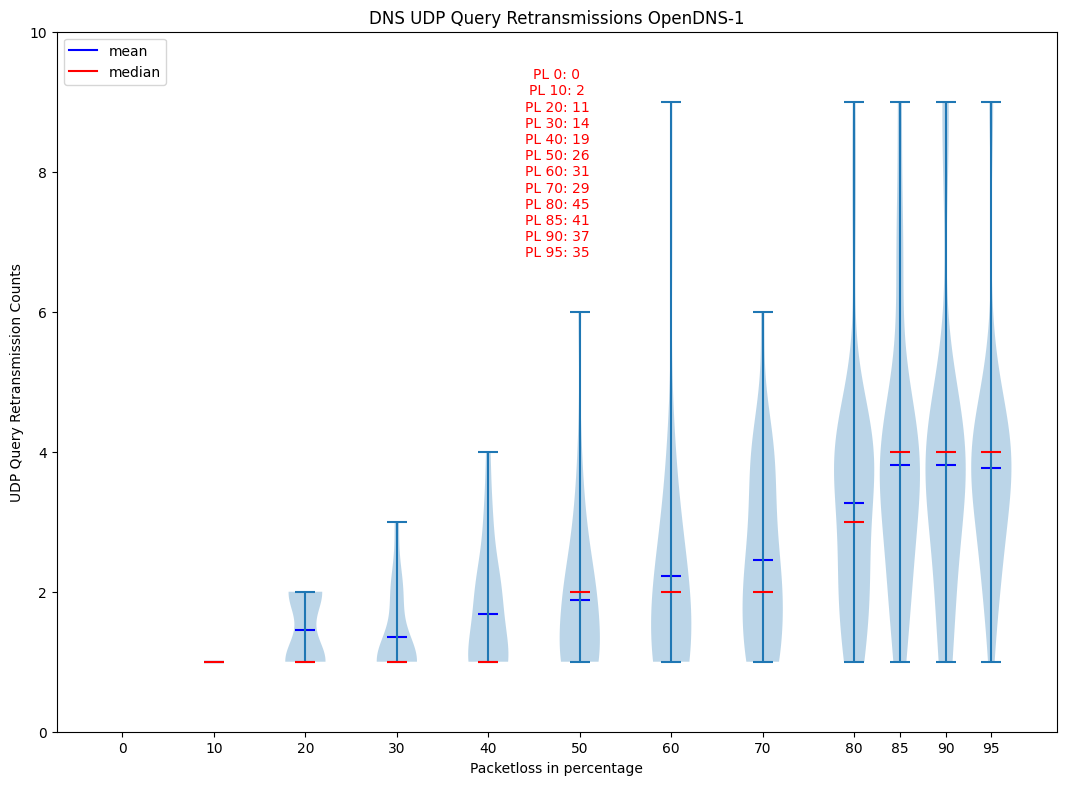 DNS UDP Query Retransmissions OpenDNS-1
mean
median
PL 0: 0
PL 10: 2
PL 20: 11
PL 30: 14
PL 40: 19
PL 50: 26
PL 60: 31
PL 70: 29
PL 80: 45
PL 85: 41
PL 90: 37
PL 95: 35
UDP Query Retransmission Counts
10
8
6
4
2
0
0 10 20 30 40 50 60 70 80 85 90 95
Packetloss in percentage